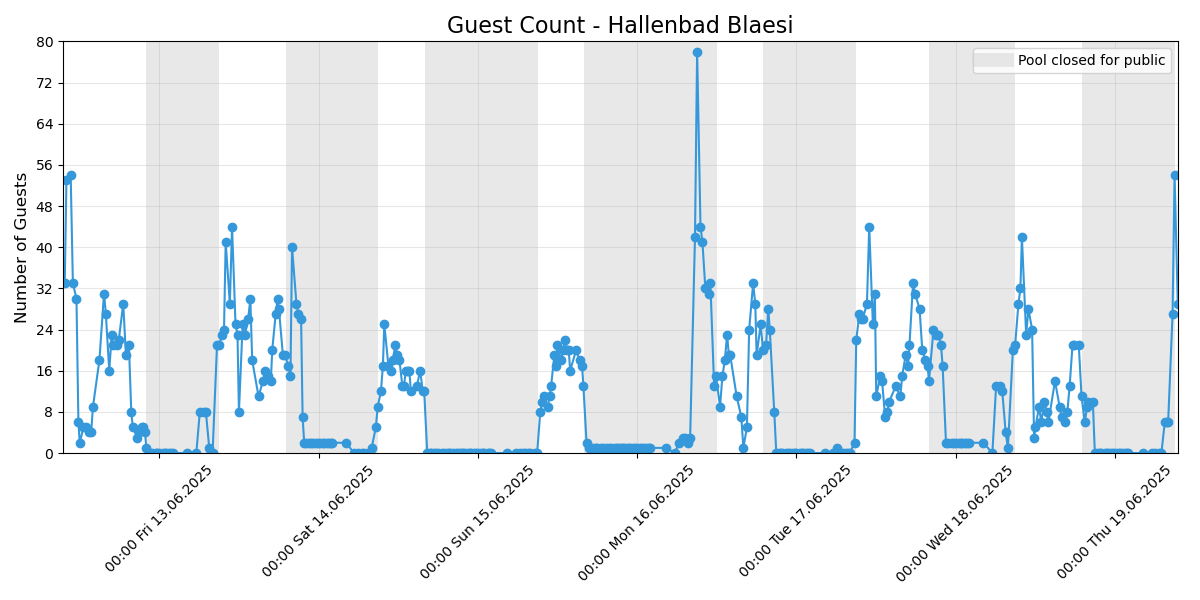 Guest Count - Hallenbad Blaesi
Pool closed for public
Number of Guests
80
72
64
56
48
40
32
24
16
8
0
00:00 Fri 13.06.2025
00:00 Sat 14.06.2025
00:00 Sun 15.06.2025
00:00 Mon 16.06.2025
00:00 Tue 17.06.2025
00:00 Wed 18.06.2025
00:00 Thu 19.06.2025